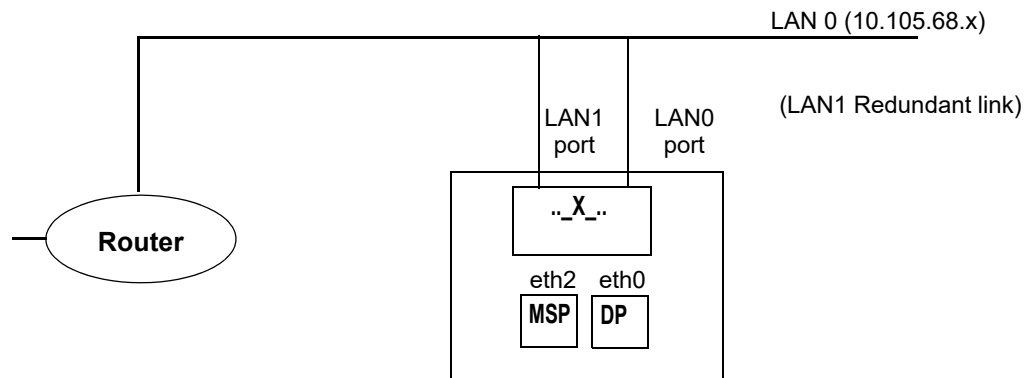 LAN 0 (10.105.68.x)
(LAN1 Redundant link)
LAN1
port
LAN0
port
.._X_..
Router
eth2 eth0
MSP DP